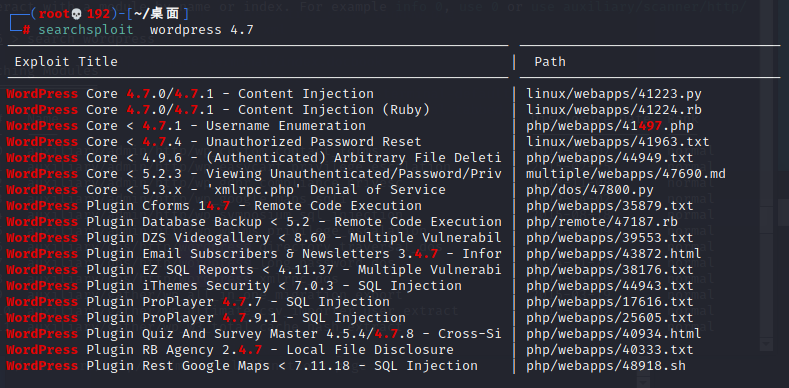 (root💀192)-[~/桌面]
# searchsploit wordpress 4.7
Exploit Title | Path
WordPress Core 4.7.0/4.7.1 - Content Injection | linux/webapps/41223.py
WordPress Core 4.7.0/4.7.1 - Content Injection (Ruby) | linux/webapps/41224.rb
WordPress Core < 4.7.1 - Username Enumeration | php/webapps/41497.php
WordPress Core < 4.7.4 - Unauthorized Password Reset | linux/webapps/41963.txt
WordPress Core < 4.9.6 - (Authenticated) Arbitrary File Deleti | php/webapps/44949.txt
WordPress Core < 5.2.3 - Viewing Unauthenticated/Password/Priv | multiple/webapps/47690.md
WordPress Core < 5.3.x - 'xmlrpc.php' Denial of Service | php/dos/47800.py
WordPress Plugin Cforms 14.7 - Remote Code Execution | php/webapps/35879.txt
WordPress Plugin Database Backup < 5.2 - Remote Code Execution | php/remote/47187.rb
WordPress Plugin DZS Videogallery < 8.60 - Multiple Vulnerabil | php/webapps/39553.txt
WordPress Plugin Email Subscribers & Newsletters 3.4.7 - Infor | php/webapps/43872.html
WordPress Plugin EZ SQL Reports < 4.11.37 - Multiple Vulnerabi | php/webapps/38176.txt
WordPress Plugin iThemes Security < 7.0.3 - SQL Injection | php/webapps/44943.txt
WordPress Plugin ProPlayer 4.7.7 - SQL Injection | php/webapps/17616.txt
WordPress Plugin ProPlayer 4.7.9.1 - SQL Injection | php/webapps/25605.txt
WordPress Plugin Quiz And Survey Master 4.5.4/4.7.8 - Cross-Si | php/webapps/40934.html
WordPress Plugin RB Agency 2.4.7 - Local File Disclosure | php/webapps/40333.txt
WordPress Plugin Rest Google Maps < 7.11.18 - SQL Injection | php/webapps/48918.sh